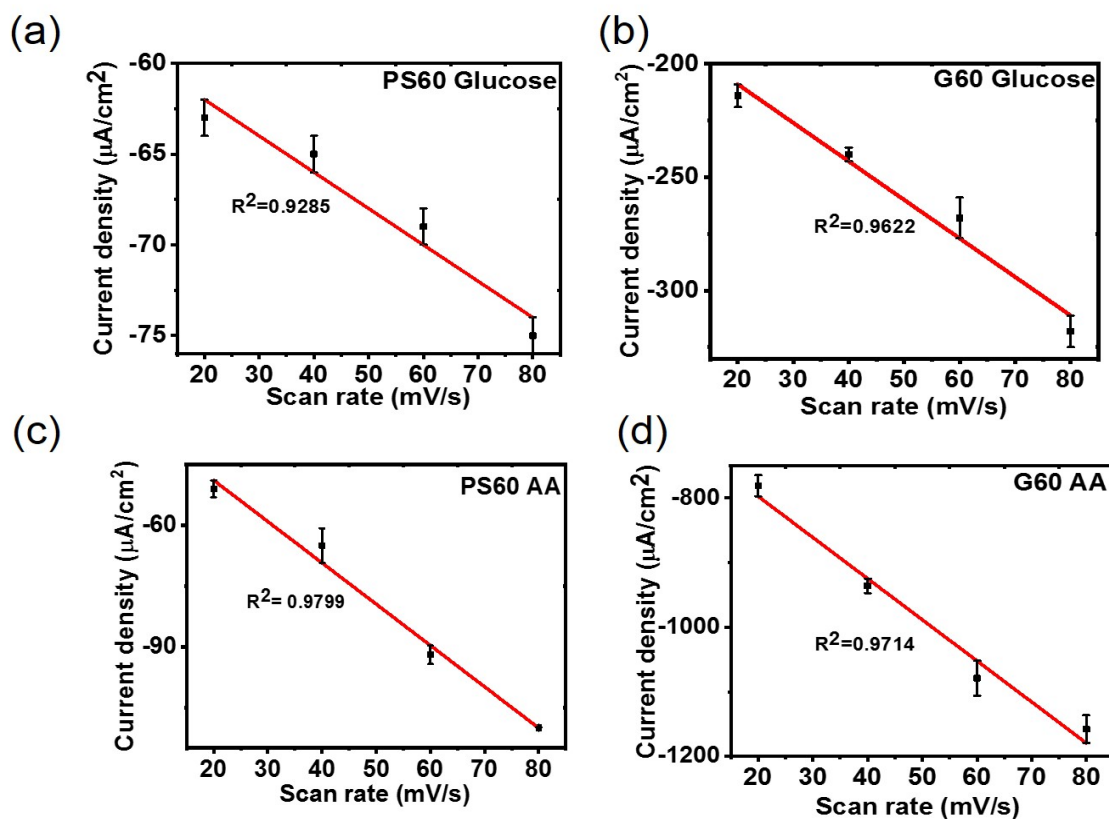 (a)
PS60 Glucose
Current density (μA/cm²)
-60
-65
-70
-75
R²=0.9285
20 30 40 50 60 70 80
Scan rate (mV/s)
(b)
G60 Glucose
Current density (μA/cm²)
-200
-250
-300
R²=0.9622
20 30 40 50 60 70 80
Scan rate (mV/s)
(c)
PS60 AA
Current density (μA/cm²)
-60
-90
R²= 0.9799
20 30 40 50 60 70 80
Scan rate (mV/s)
(d)
G60 AA
Current density (μA/cm²)
-800
-1000
-1200
R²=0.9714
20 30 40 50 60 70 80
Scan rate (mV/s)